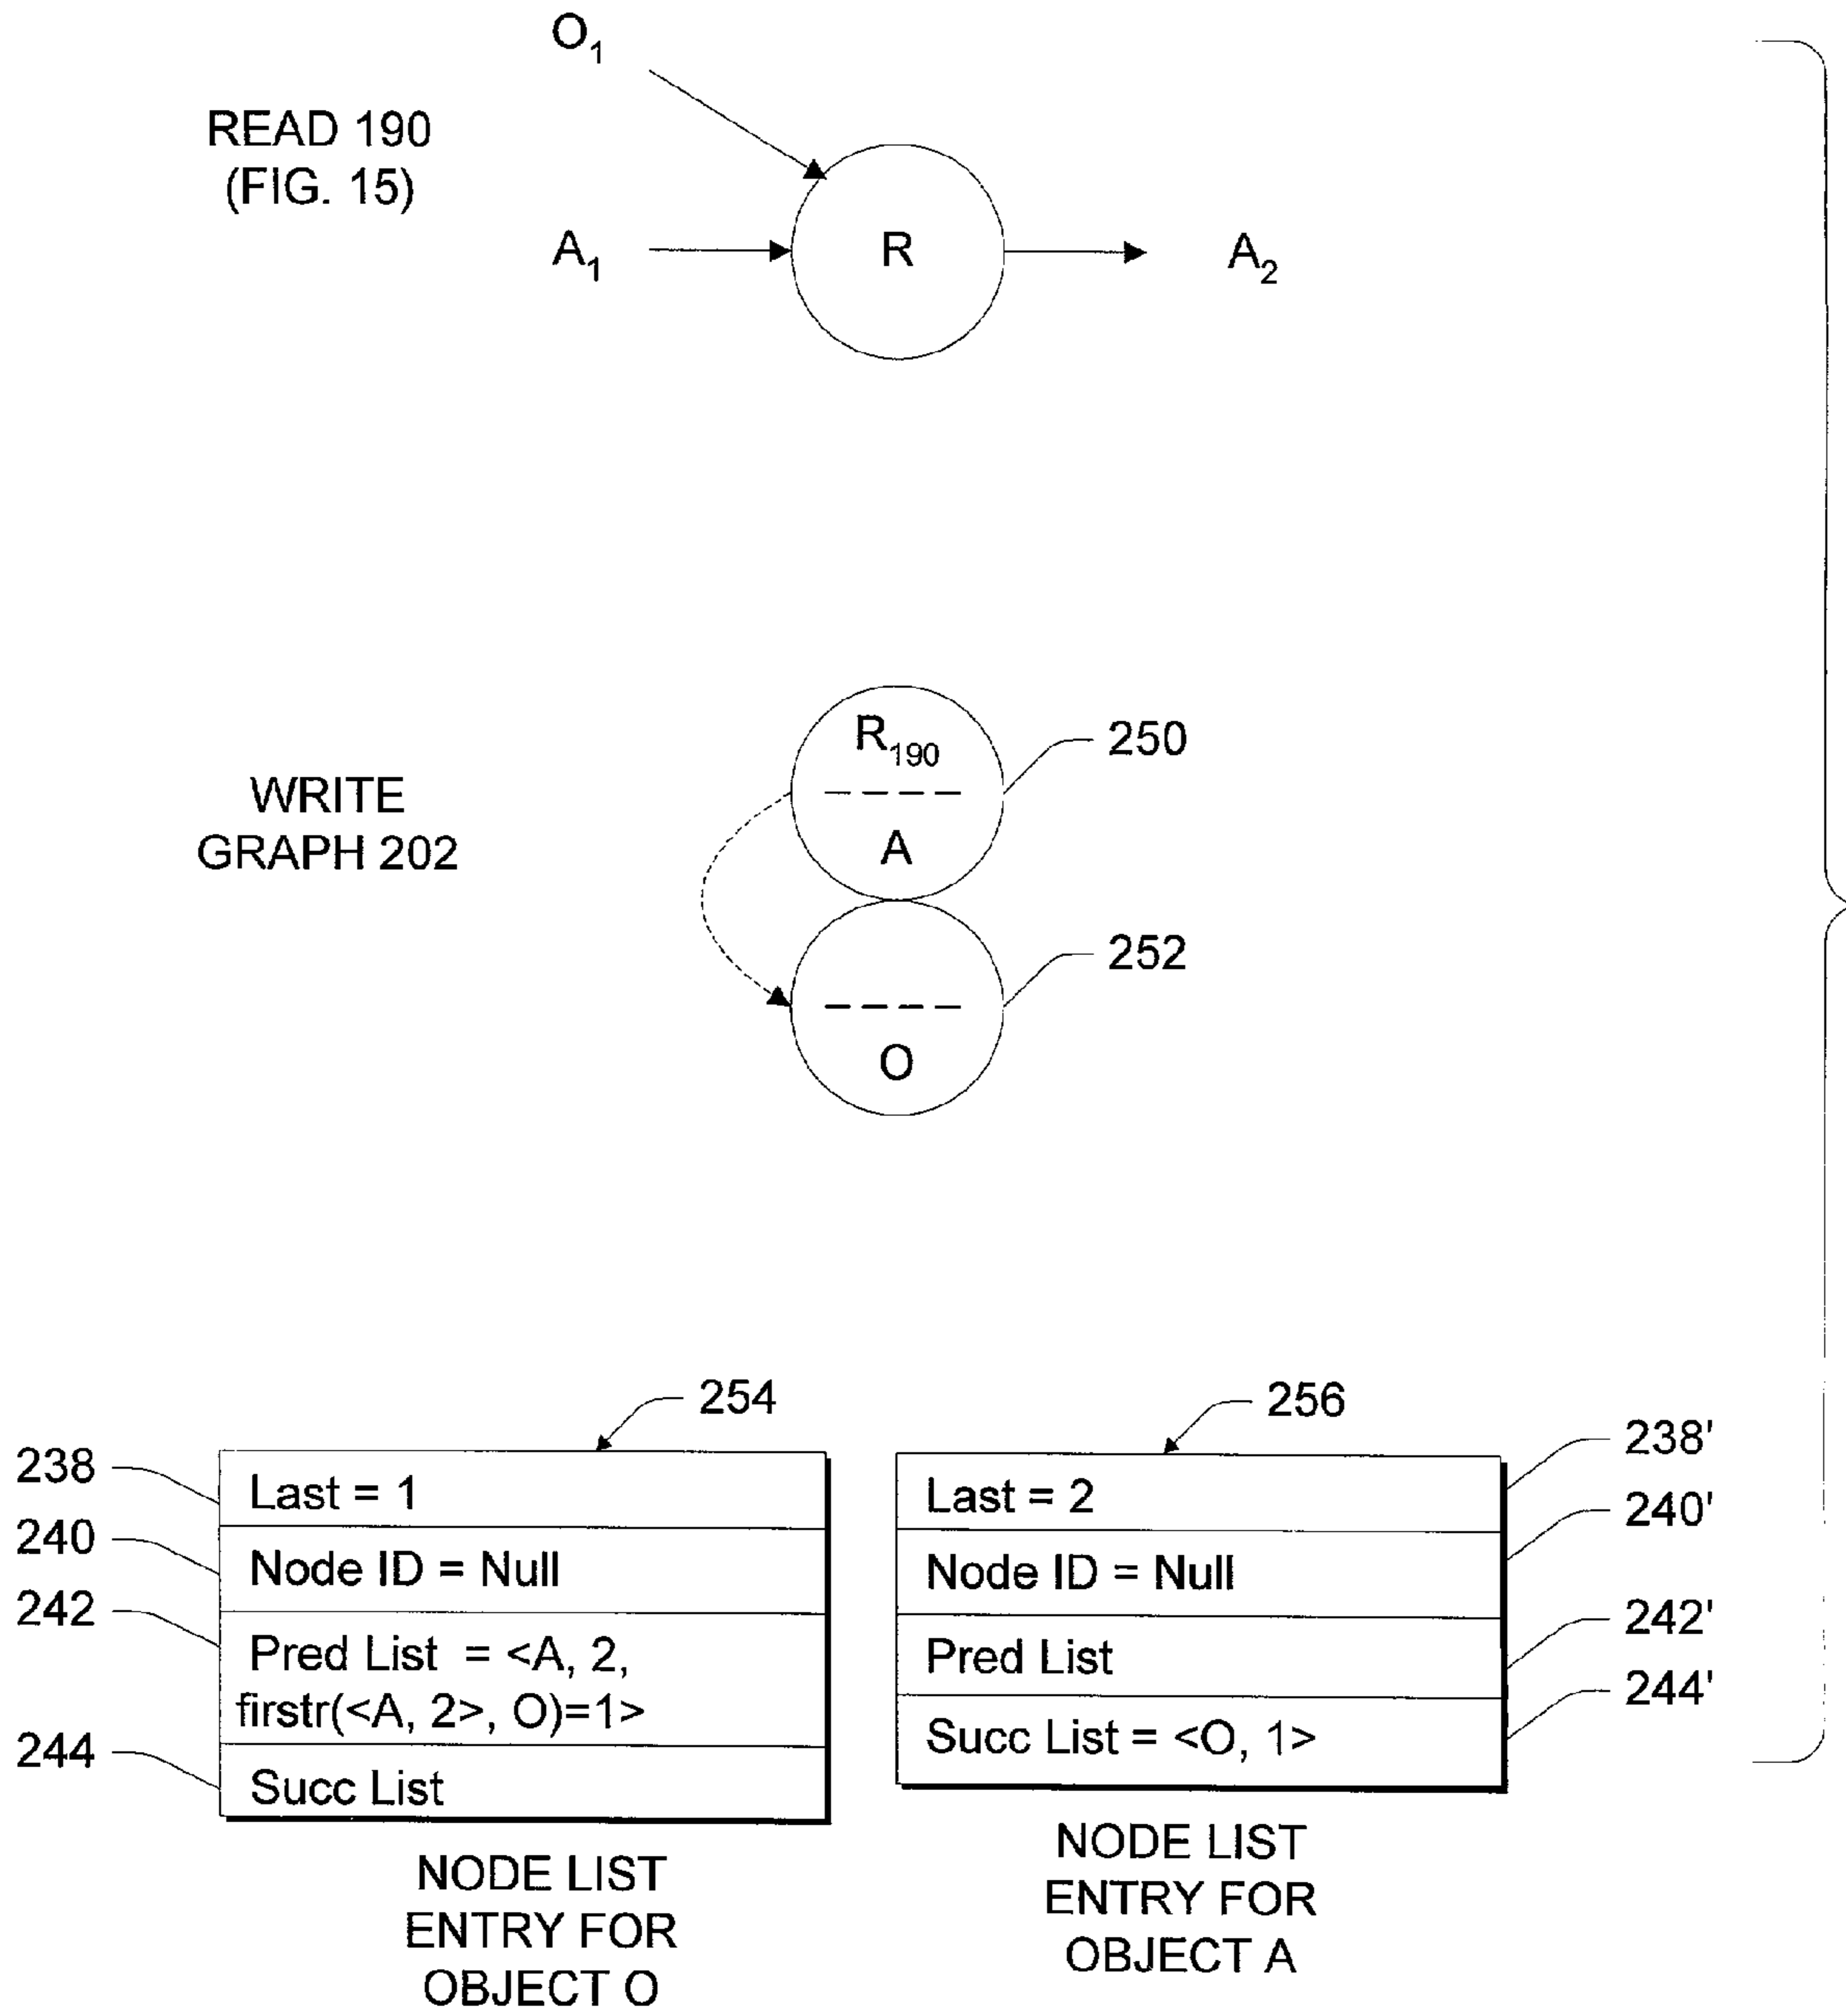 O₁
READ 190
(FIG. 15)
A₁
R
A₂
R₁₉₀
250
A
WRITE
GRAPH 202
252
O
254
256
238
Last = 1
240
Node ID = Null
242
Pred List = <A, 2,
firstr(<A, 2>, O)=1>
244
Succ List
NODE LIST
ENTRY FOR
OBJECT O
Last = 2
238'
Node ID = Null
240'
Pred List
242'
Succ List = <O, 1>
244'
NODE LIST
ENTRY FOR
OBJECT A